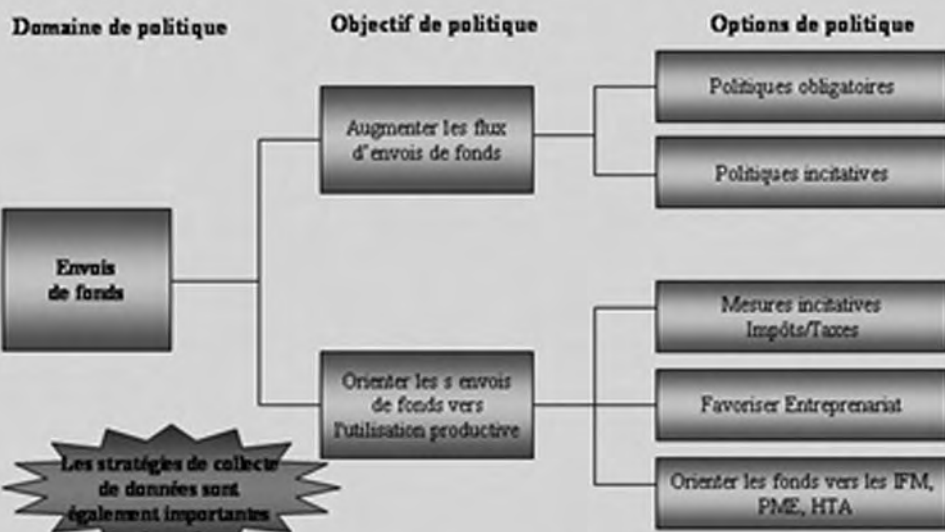 Domaine de politique
Objectif de politique
Options de politique
Envois
de fonds
Augmenter les flux
d'envois de fonds
Politiques obligatoires
Politiques incitatives
Orienter les s envois
de fonds vers
l'utilisation productive
Mesures incitatives
Impôts/Taxes
Favoriser Entreprenariat
Orienter les fonds vers les IFM,
PME, HTA
Les stratégies de collecte
de données sont
également importantes